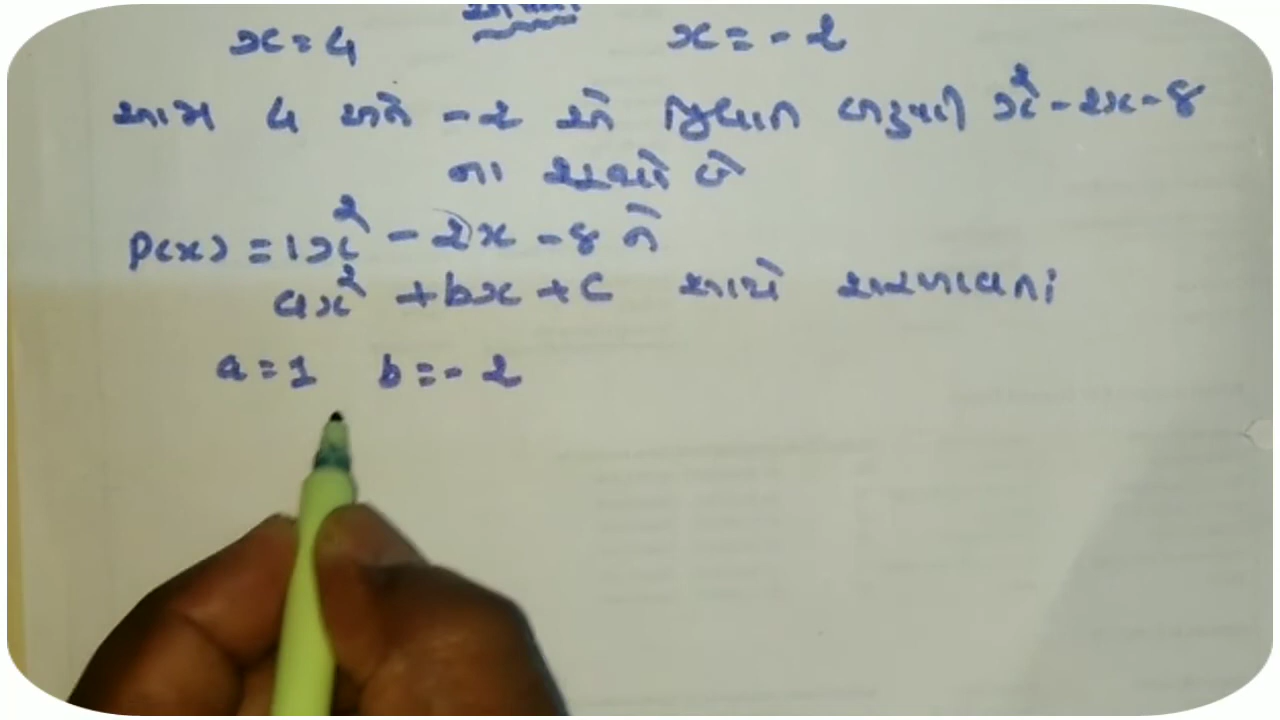 x = 4 x = - 2
આમ 4 અને - 2 એ દ્વિઘાત બહુપદી x² - 2x - 8
ના શૂન્યો છે
P(x) = 1x² - 2x - 8 ને
ax² + bx + c સાથે સરખાવતાં
a = 1 b = - 2